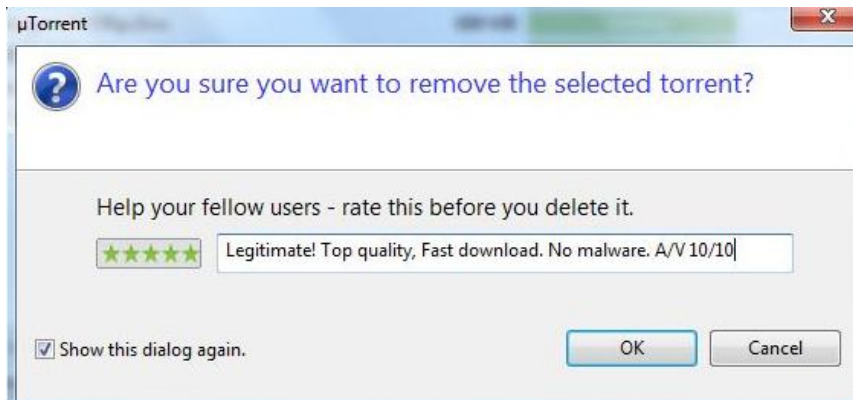 µTorrent
Are you sure you want to remove the selected torrent?
Help your fellow users - rate this before you delete it.
Legitimate! Top quality, Fast download. No malware. A/V 10/10
Show this dialog again.
OK
Cancel